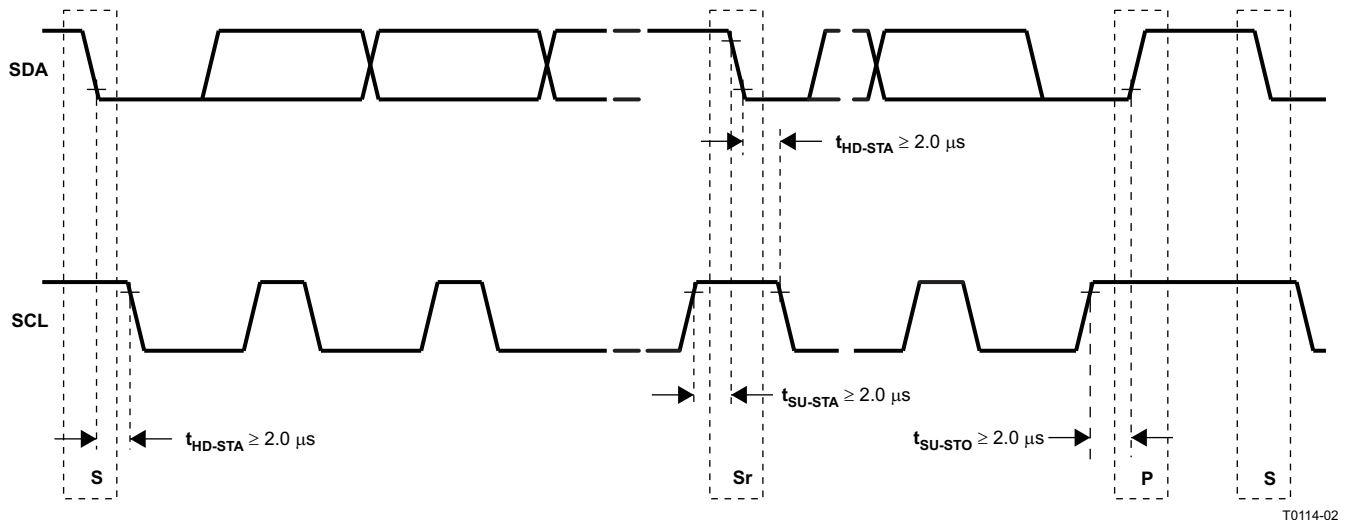 SDA
t_HD-STA ≥ 2.0 μs
SCL
t_SU-STA ≥ 2.0 μs
t_HD-STA ≥ 2.0 μs
t_SU-STO ≥ 2.0 μs
S
Sr
P
S
T0114-02